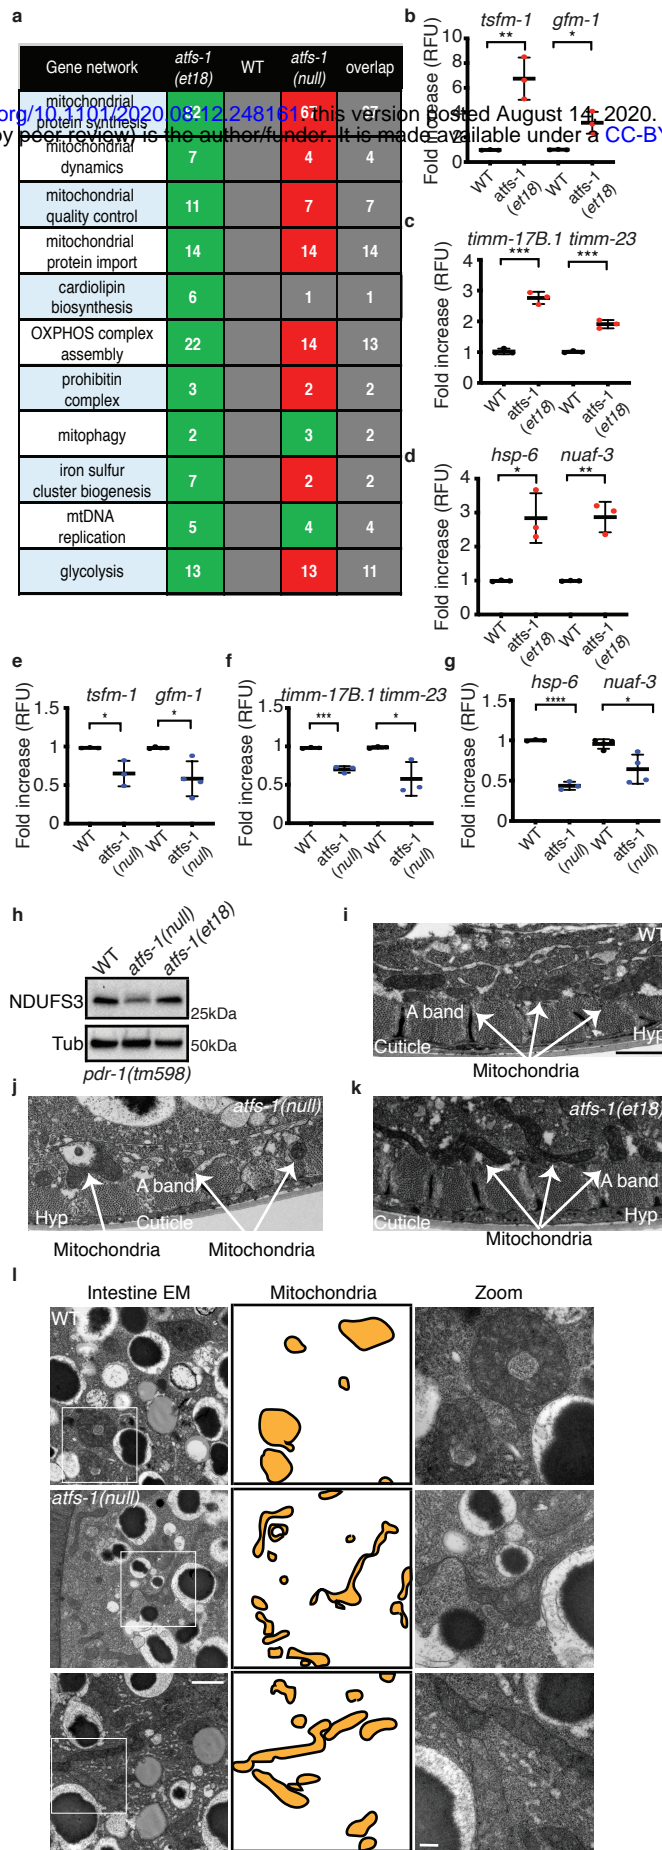 a
Gene network
atfs-1
(et18)
WT
atfs-1
(null)
overlap
mitochondrial
protein synthesis
67
org/10.1101/2020.08.12.248161; this version posted August 14, 2020.
by peer review) is the author/funder. It is made available under a CC-BY
mitochondrial
dynamics
7
4
4
mitochondrial
quality control
11
7
7
mitochondrial
protein import
14
14
14
cardiolipin
biosynthesis
6
1
1
OXPHOS complex
assembly
22
14
13
prohibitin
complex
3
2
2
mitophagy
2
3
2
iron sulfur
cluster biogenesis
7
2
2
mtDNA
replication
5
4
4
glycolysis
13
13
11
b
tsfm-1 gfm-1
** *
Fold increase (RFU)
10
8
6
4
2
0
WT
atfs-1
(et18)
WT
atfs-1
(et18)
c
timm-17B.1 timm-23
*** ***
Fold increase (RFU)
4
3
2
1
0
WT
atfs-1
(et18)
WT
atfs-1
(et18)
d
hsp-6 nuaf-3
* **
Fold increase (RFU)
4
3
2
1
0
WT
atfs-1
(et18)
WT
atfs-1
(et18)
e
tsfm-1 gfm-1
* *
Fold increase (RFU)
1.5
1
0.5
0
WT
atfs-1
(null)
WT
atfs-1
(null)
f
timm-17B.1 timm-23
*** *
Fold increase (RFU)
1.5
1
0.5
0
WT
atfs-1
(null)
WT
atfs-1
(null)
g
hsp-6 nuaf-3
**** *
Fold increase (RFU)
1.5
1
0.5
0
WT
atfs-1
(null)
WT
atfs-1
(null)
h
WT
atfs-1(null)
atfs-1(et18)
NDUFS3
25kDa
Tub
50kDa
pdr-1(tm598)
i
WT
A band
Hyp
Cuticle
Mitochondria
j
atfs-1(null)
A band
Hyp
Cuticle
Mitochondria Mitochondria
k
atfs-1(et18)
A band
Hyp
Cuticle
Mitochondria
l
Intestine EM Mitochondria Zoom
WT
atfs-1(null)